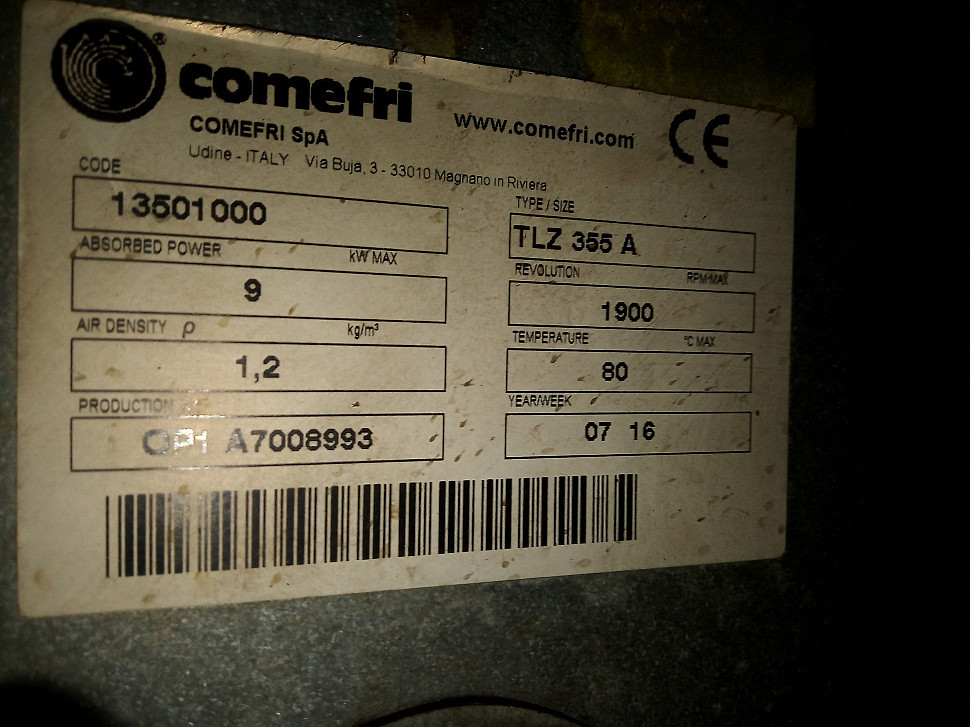 comefri ®
www.comefri.com CE
COMEFRI SpA
Udine - ITALY Via Buja, 3 - 33010 Magnano in Riviera
CODE
13501000
TYPE / SIZE
TLZ 355 A
ABSORBED POWER kW MAX
9
REVOLUTION RPM-MAX
1900
AIR DENSITY ρ kg/m³
1,2
TEMPERATURE °C MAX
80
PRODUCTION
OP1 A7008993
YEAR/WEEK
07 16